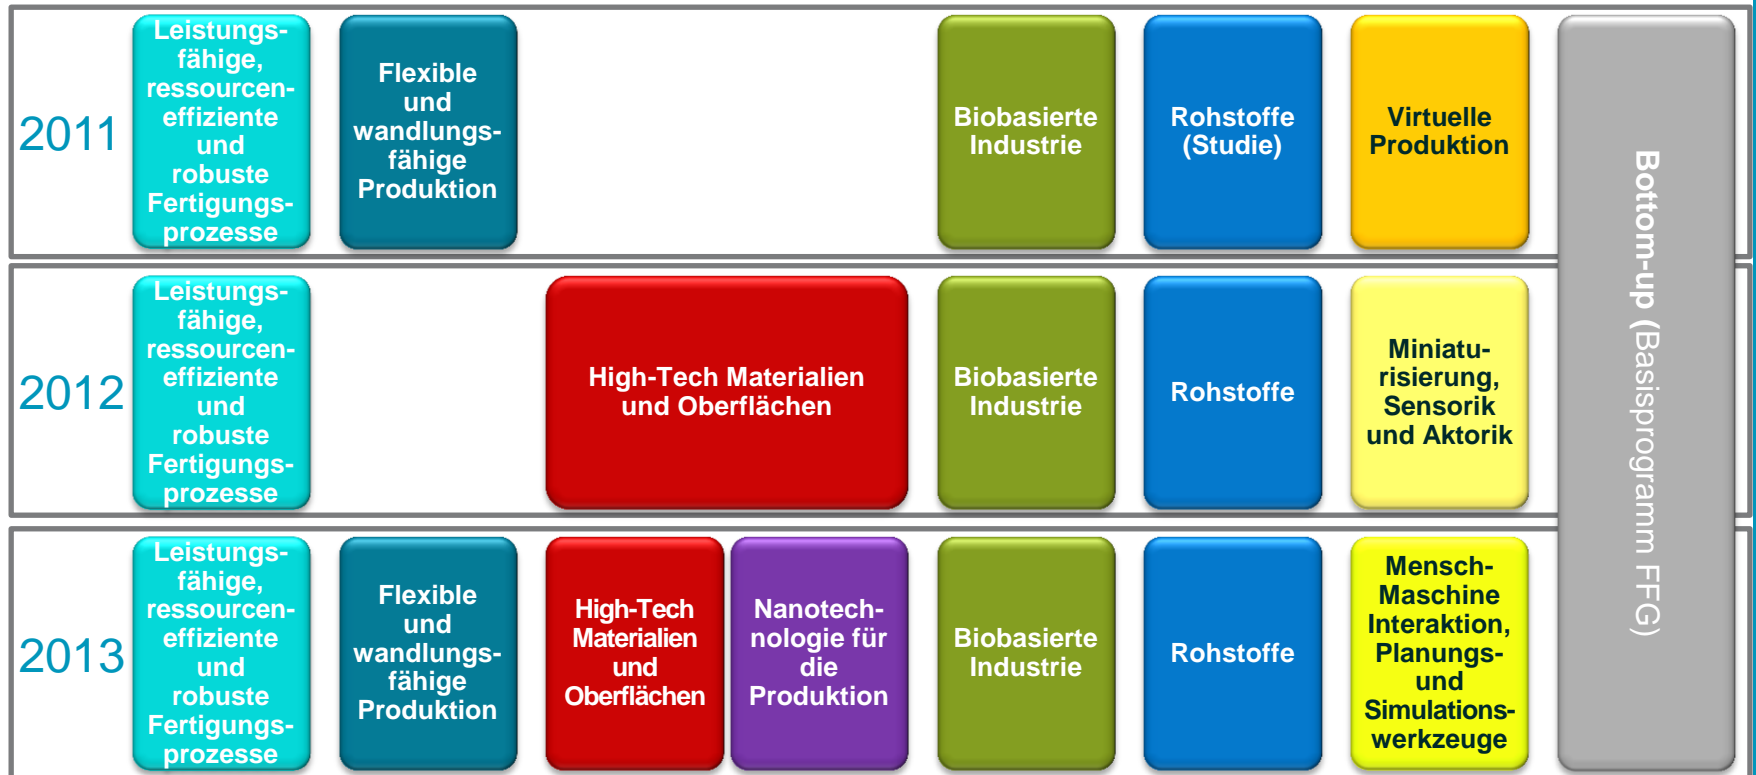 2011
Leistungs-
fähige,
ressourcen-
effiziente
und
robuste
Fertigungs-
prozesse
Flexible
und
wandlungs-
fähige
Produktion
Biobasierte
Industrie
Rohstoffe
(Studie)
Virtuelle
Produktion
Bottom-up (Basisprogramm FFG)
2012
Leistungs-
fähige,
ressourcen-
effiziente
und
robuste
Fertigungs-
prozesse
High-Tech Materialien
und Oberflächen
Biobasierte
Industrie
Rohstoffe
Miniatu-
risierung,
Sensorik
und Aktorik
2013
Leistungs-
fähige,
ressourcen-
effiziente
und
robuste
Fertigungs-
prozesse
Flexible
und
wandlungs-
fähige
Produktion
High-Tech
Materialien
und
Oberflächen
Nanotech-
nologie für
die
Produktion
Biobasierte
Industrie
Rohstoffe
Mensch-
Maschine
Interaktion,
Planungs-
und
Simulations-
werkzeuge